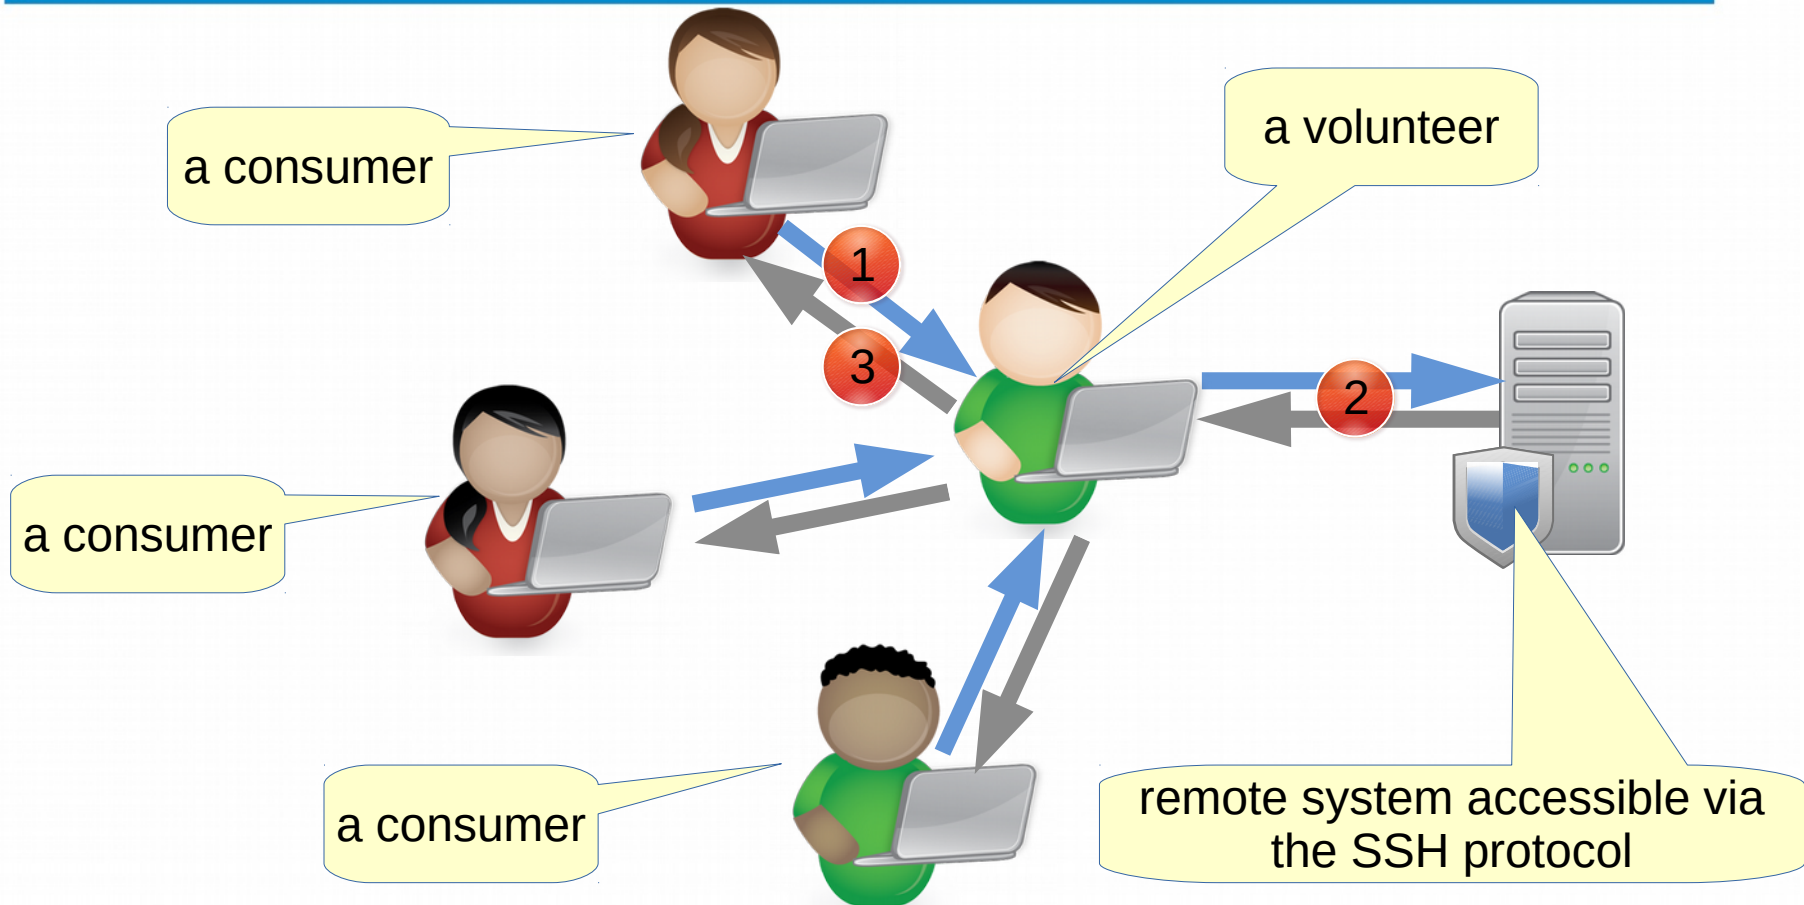 a consumer
a volunteer
1
3
2
a consumer
a consumer
remote system accessible via
the SSH protocol